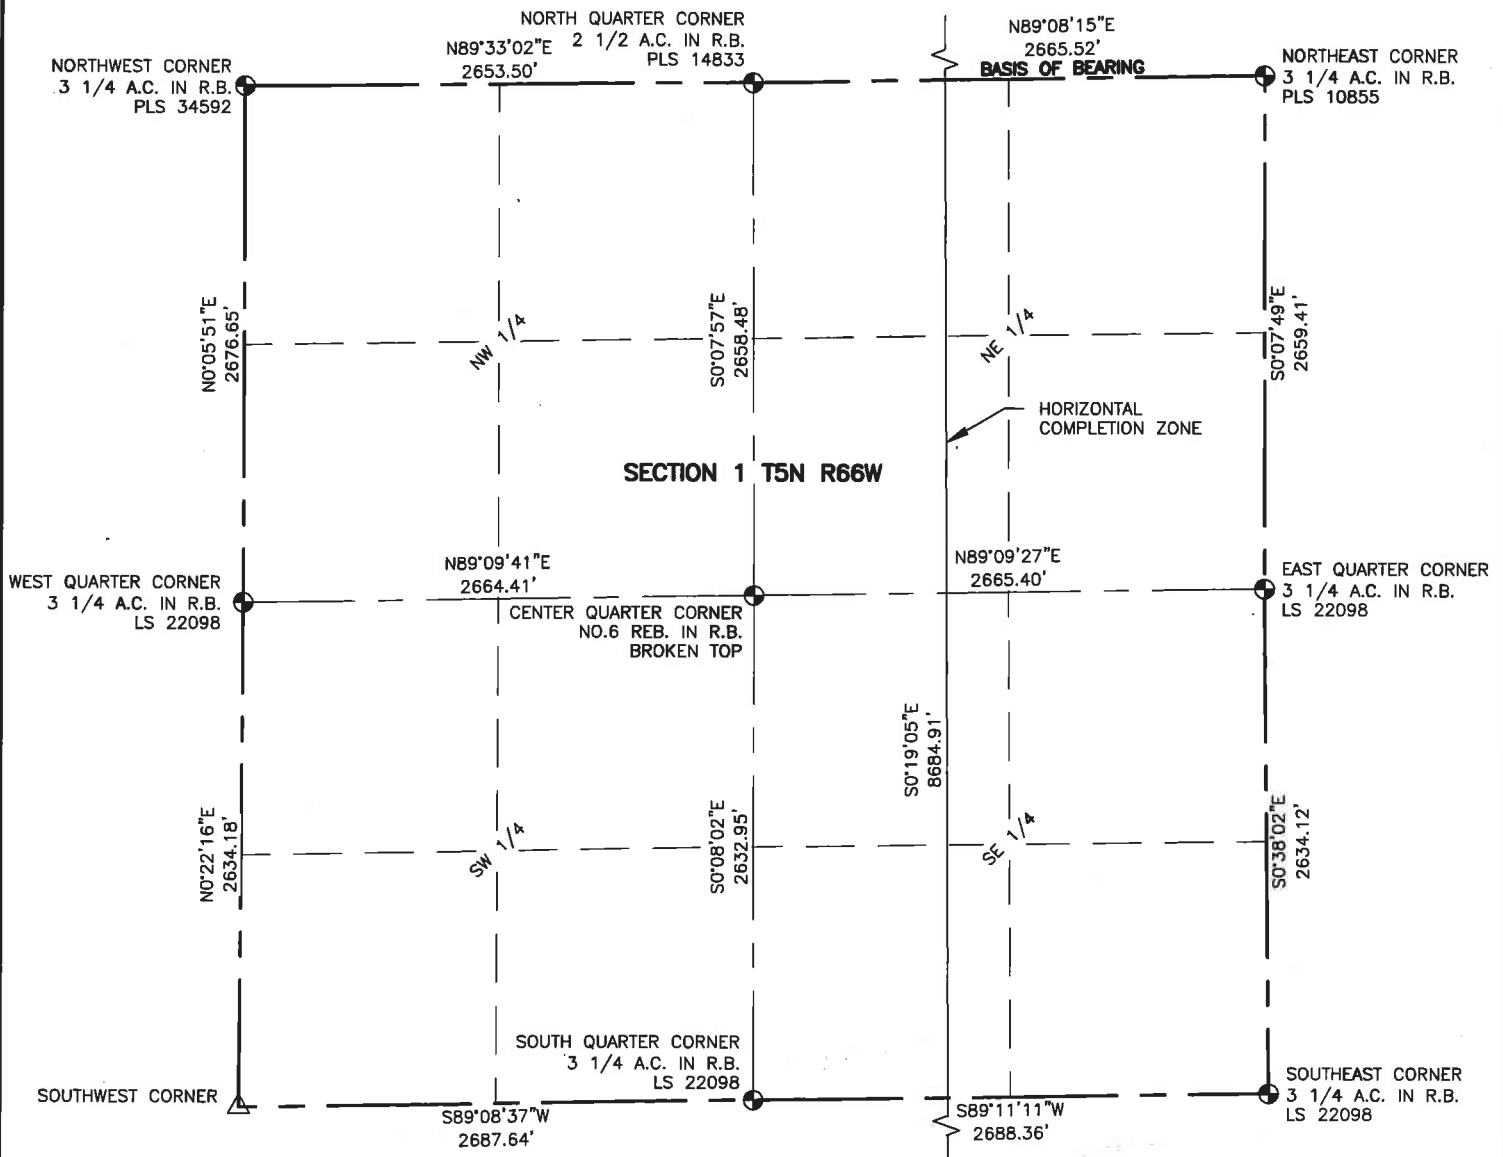 NORTH QUARTER CORNER
2 1/2 A.C. IN R.B.
PLS 14833
N89°33'02"E
2653.50'
N89°08'15"E
2665.52'
BASIS OF BEARING
NORTHWEST CORNER
3 1/4 A.C. IN R.B.
PLS 34592
NORTHEAST CORNER
3 1/4 A.C. IN R.B.
PLS 10855
N0°05'51"E
2676.65'
NW 1/4
S0°07'57"E
2658.48'
NE 1/4
S0°07'49"E
2659.41'
HORIZONTAL
COMPLETION ZONE
SECTION 1 T5N R66W
WEST QUARTER CORNER
3 1/4 A.C. IN R.B.
LS 22098
N89°09'41"E
2664.41'
CENTER QUARTER CORNER
NO.6 REB. IN R.B.
BROKEN TOP
N89°09'27"E
2665.40'
EAST QUARTER CORNER
3 1/4 A.C. IN R.B.
LS 22098
S0°19'05"E
8684.91'
N0°22'16"E
2634.18'
SW 1/4
S0°08'02"E
2632.95'
SE 1/4
S0°38'02"E
2634.12'
SOUTHWEST CORNER
SOUTH QUARTER CORNER
3 1/4 A.C. IN R.B.
LS 22098
S89°08'37"W
2687.64'
S89°11'11"W
2688.36'
SOUTHEAST CORNER
3 1/4 A.C. IN R.B.
LS 22098